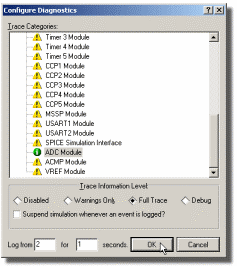 Configure Diagnostics
Trace Categories:
Timer 3 Module
Timer 4 Module
Timer 5 Module
CCP1 Module
CCP2 Module
CCP3 Module
CCP4 Module
CCP5 Module
MSSP Module
USART1 Module
USART2 Module
SPICE Simulation Interface
ADC Module
ACMP Module
VREF Module
Trace Information Level:
Disabled Warnings Only Full Trace Debug
Suspend simulation whenever an event is logged?
Log from 2 for 1 seconds. OK Cancel